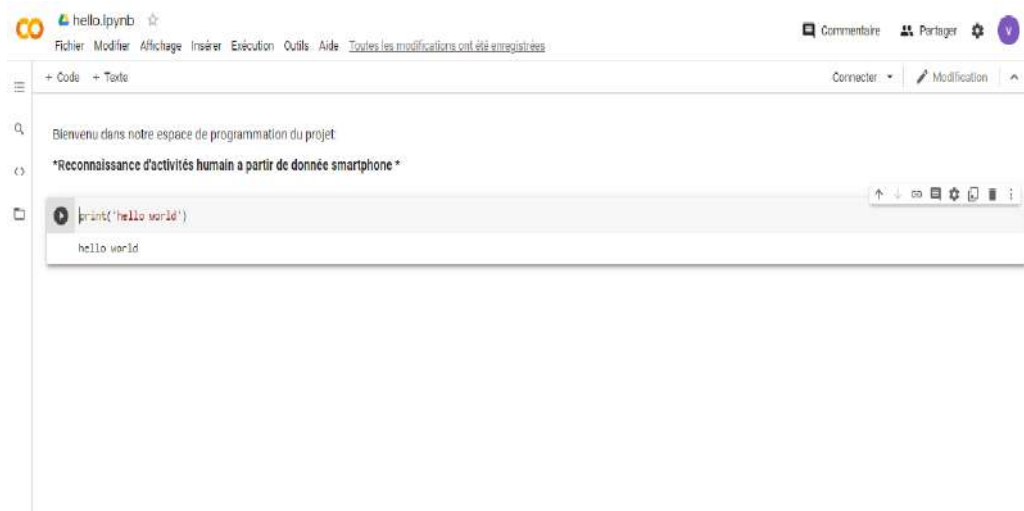 hello.ipynb
Commentaire Partager V
Fichier Modifier Affichage Insérer Exécution Outils Aide Toutes les modifications ont été enregistrées
+ Code + Texte Connecter Modification
Bienvenu dans notre espace de programmation du projet:
*Reconnaissance d'activités humain a partir de donnée smartphone *
print('hello world')
hello world